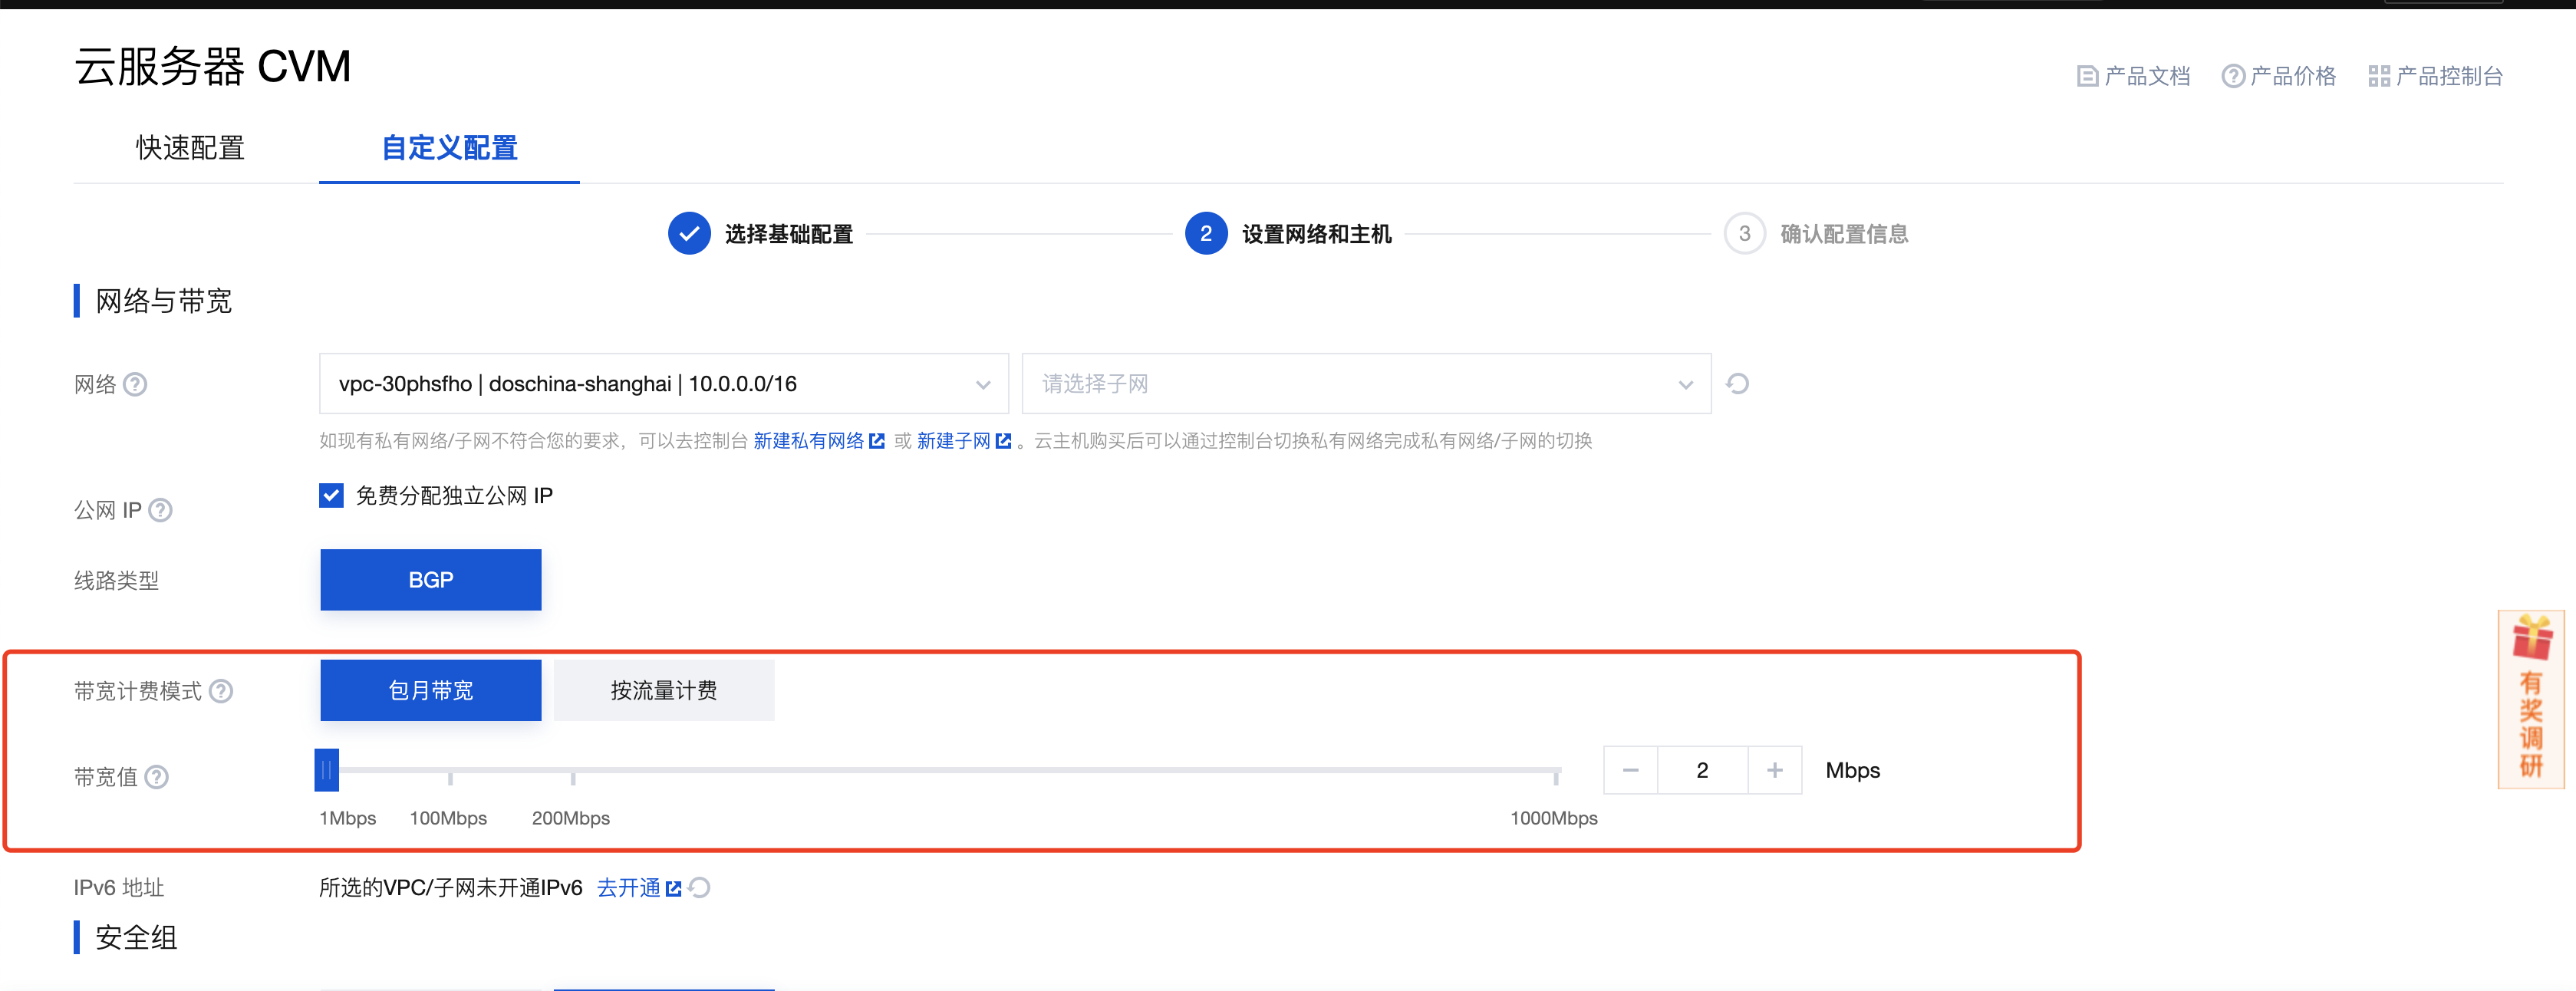 云服务器 CVM
产品文档 产品价格 产品控制台
快速配置 自定义配置
选择基础配置 2 设置网络和主机 3 确认配置信息
网络与带宽
网络 vpc-30phsfho | doschina-shanghai | 10.0.0.0/16 请选择子网
如现有私有网络/子网不符合您的要求，可以去控制台 新建私有网络 或 新建子网 。云主机购买后可以通过控制台切换私有网络完成私有网络/子网的切换
公网 IP 免费分配独立公网 IP
线路类型 BGP
带宽计费模式 包月带宽 按流量计费
带宽值 2 Mbps
1Mbps 100Mbps 200Mbps 1000Mbps
IPv6 地址 所选的VPC/子网未开通IPv6 去开通
安全组
有奖调研